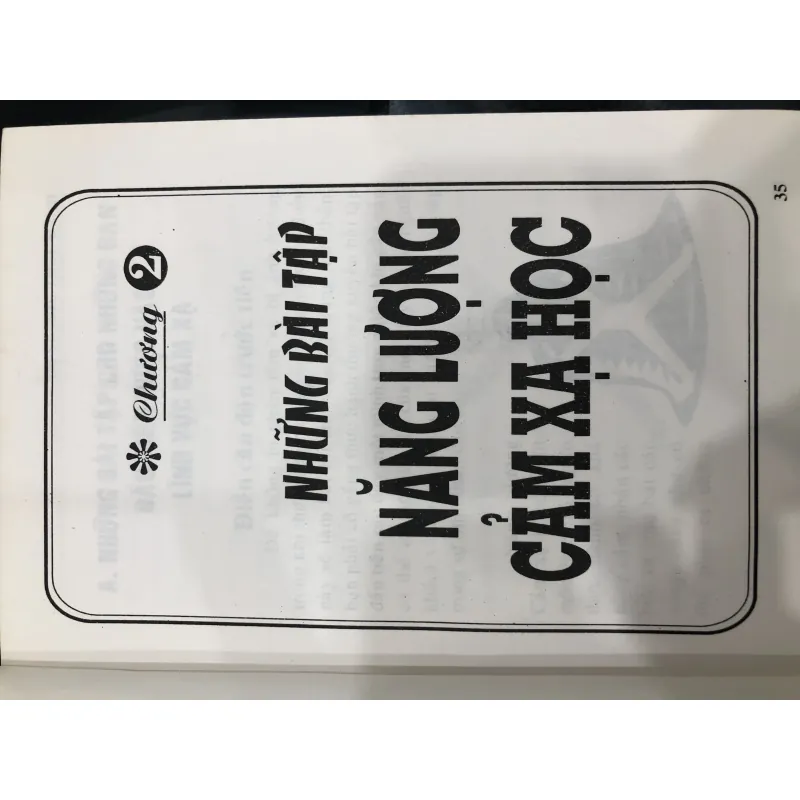 Chương 2
NHỮNG BÀI TẬP
NĂNG LƯỢNG
CẢM XẠ HỌC
35